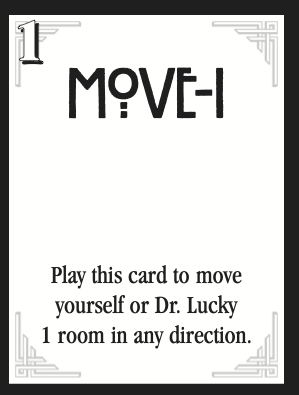 1
MOVE-1
Play this card to move
yourself or Dr. Lucky
1 room in any direction.